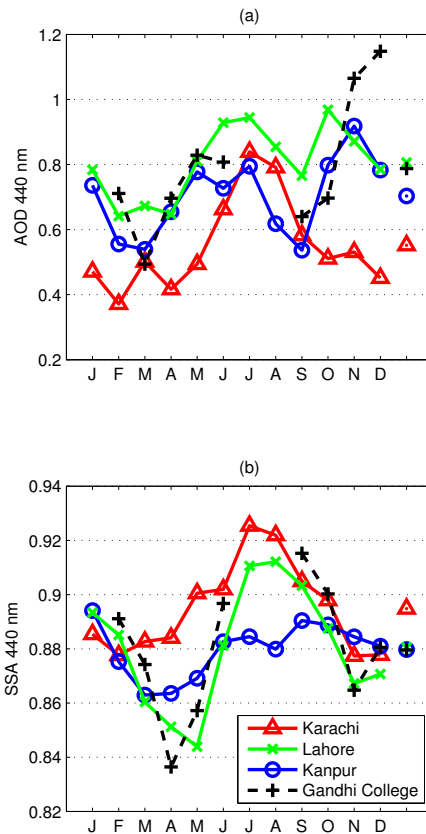 (a)
1.2
1
0.8
0.6
0.4
0.2
AOD 440 nm
J F M A M J J A S O N D
(b)
0.94
0.92
0.9
0.88
0.86
0.84
0.82
SSA 440 nm
Karachi
Lahore
Kanpur
Gandhi College
J F M A M J J A S O N D